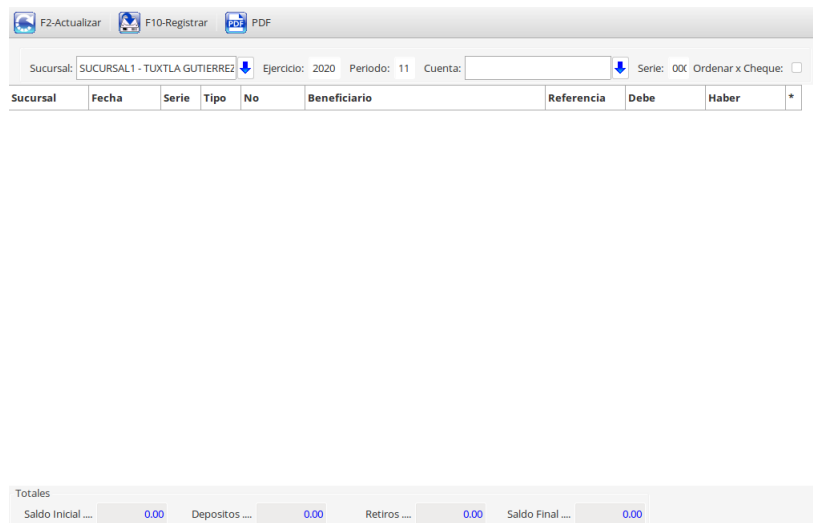 F2-Actualizar F10-Registrar PDF PDF
Sucursal: SUCURSAL1 - TUXTLA GUTIERREZ Ejercicio: 2020 Periodo: 11 Cuenta: Serie: 000 Ordenar x Cheque:
Sucursal Fecha Serie Tipo No Beneficiario Referencia Debe Haber *
Totales
Saldo Inicial .... 0.00 Depositos .... 0.00 Retiros .... 0.00 Saldo Final .... 0.00